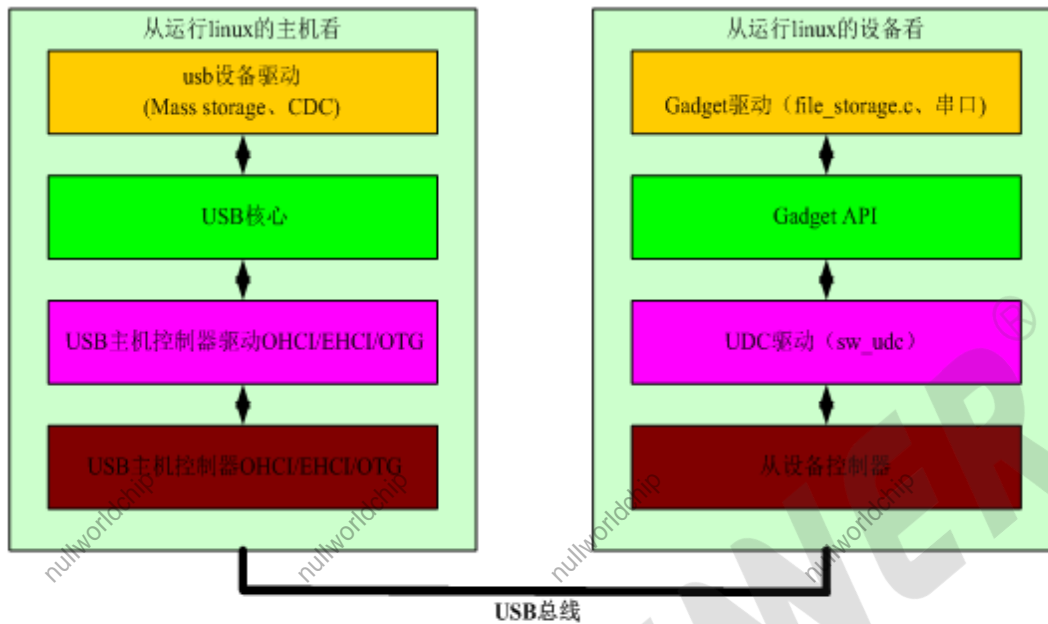 从运行linux的主机看
usb设备驱动
(Mass storage、CDC)
USB核心
USB主机控制器驱动OHCI/EHCI/OTG
USB主机控制器OHCI/EHCI/OTG
从运行linux的设备看
Gadget驱动（file_storage.c、串口）
Gadget API
UDC驱动（sw_udc）
从设备控制器
USB总线
nullworldchip
nullworldchip
nullworldchip
nullworldchip
WER
®